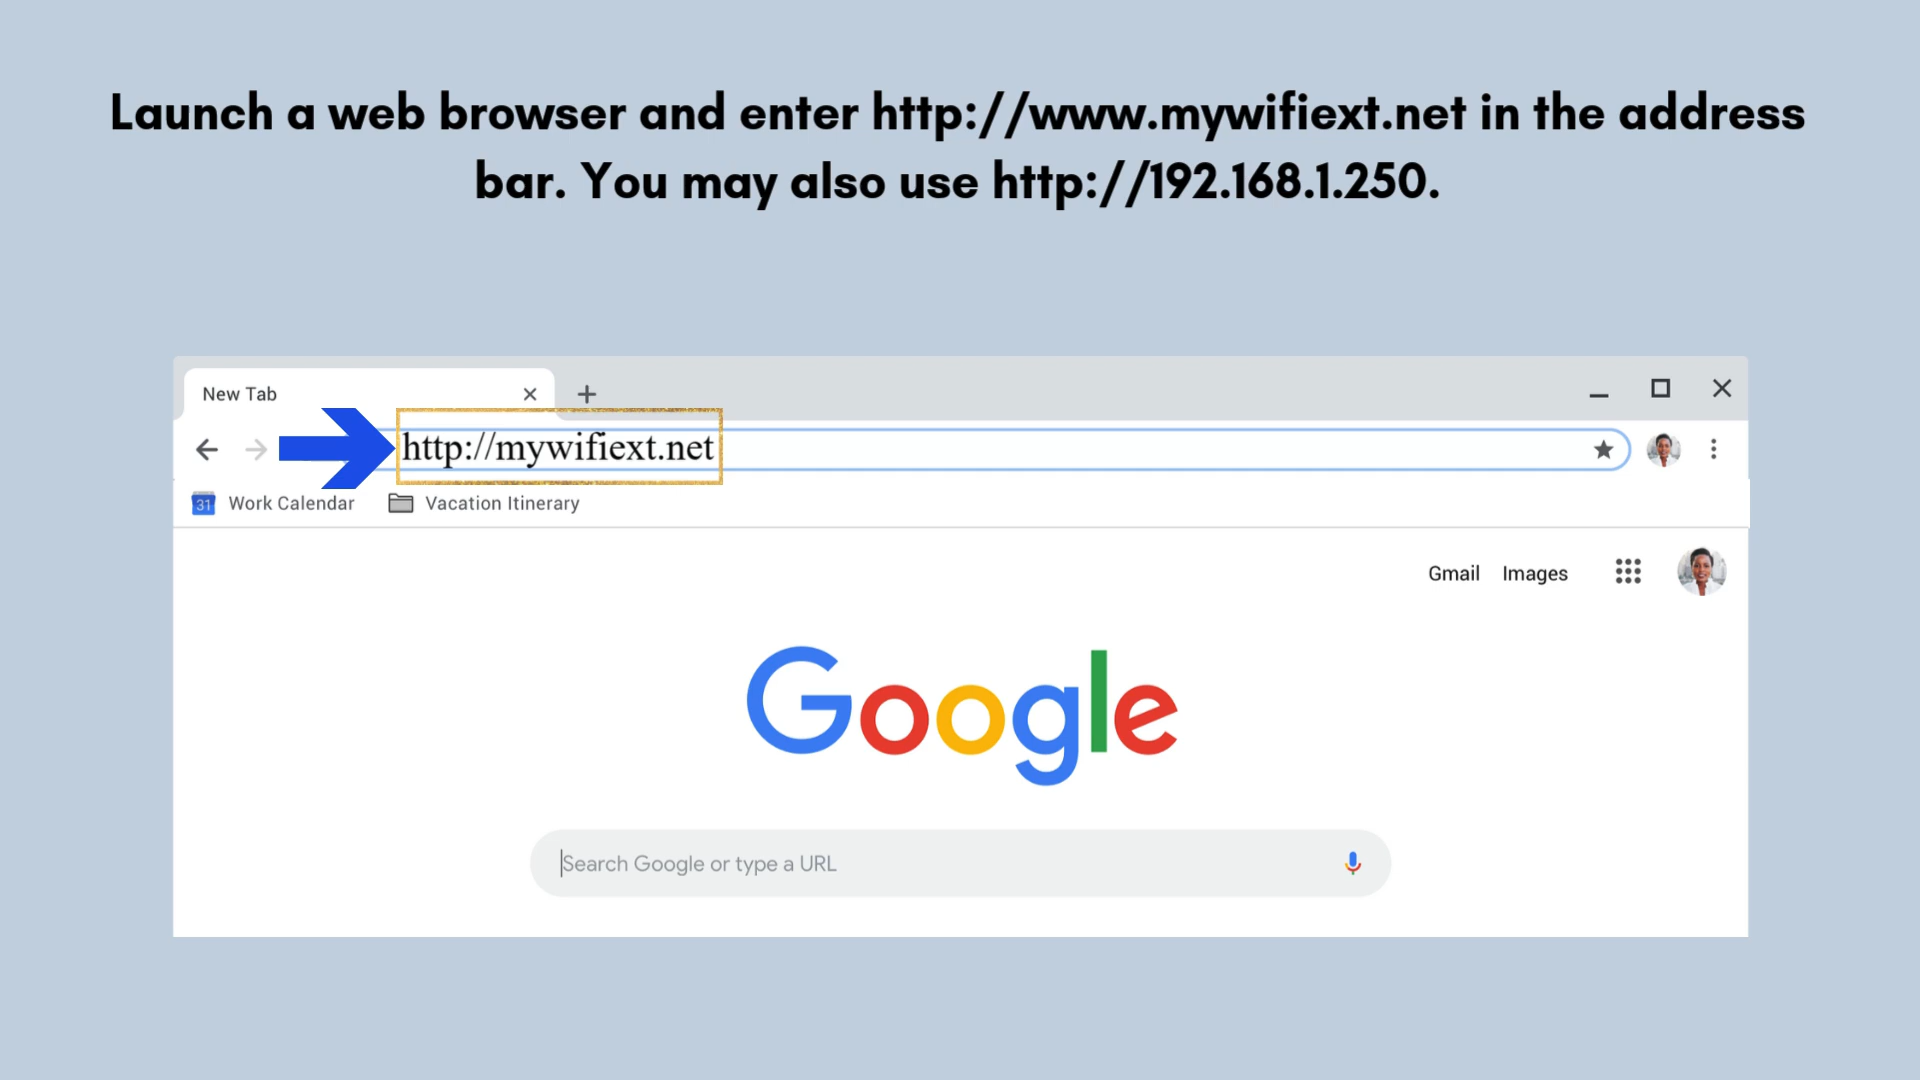 Launch a web browser and enter http://www.mywifiext.net in the address
bar. You may also use http://192.168.1.250.
New Tab
http://mywifiext.net
31 Work Calendar Vacation Itinerary
Gmail Images
Google
Search Google or type a URL